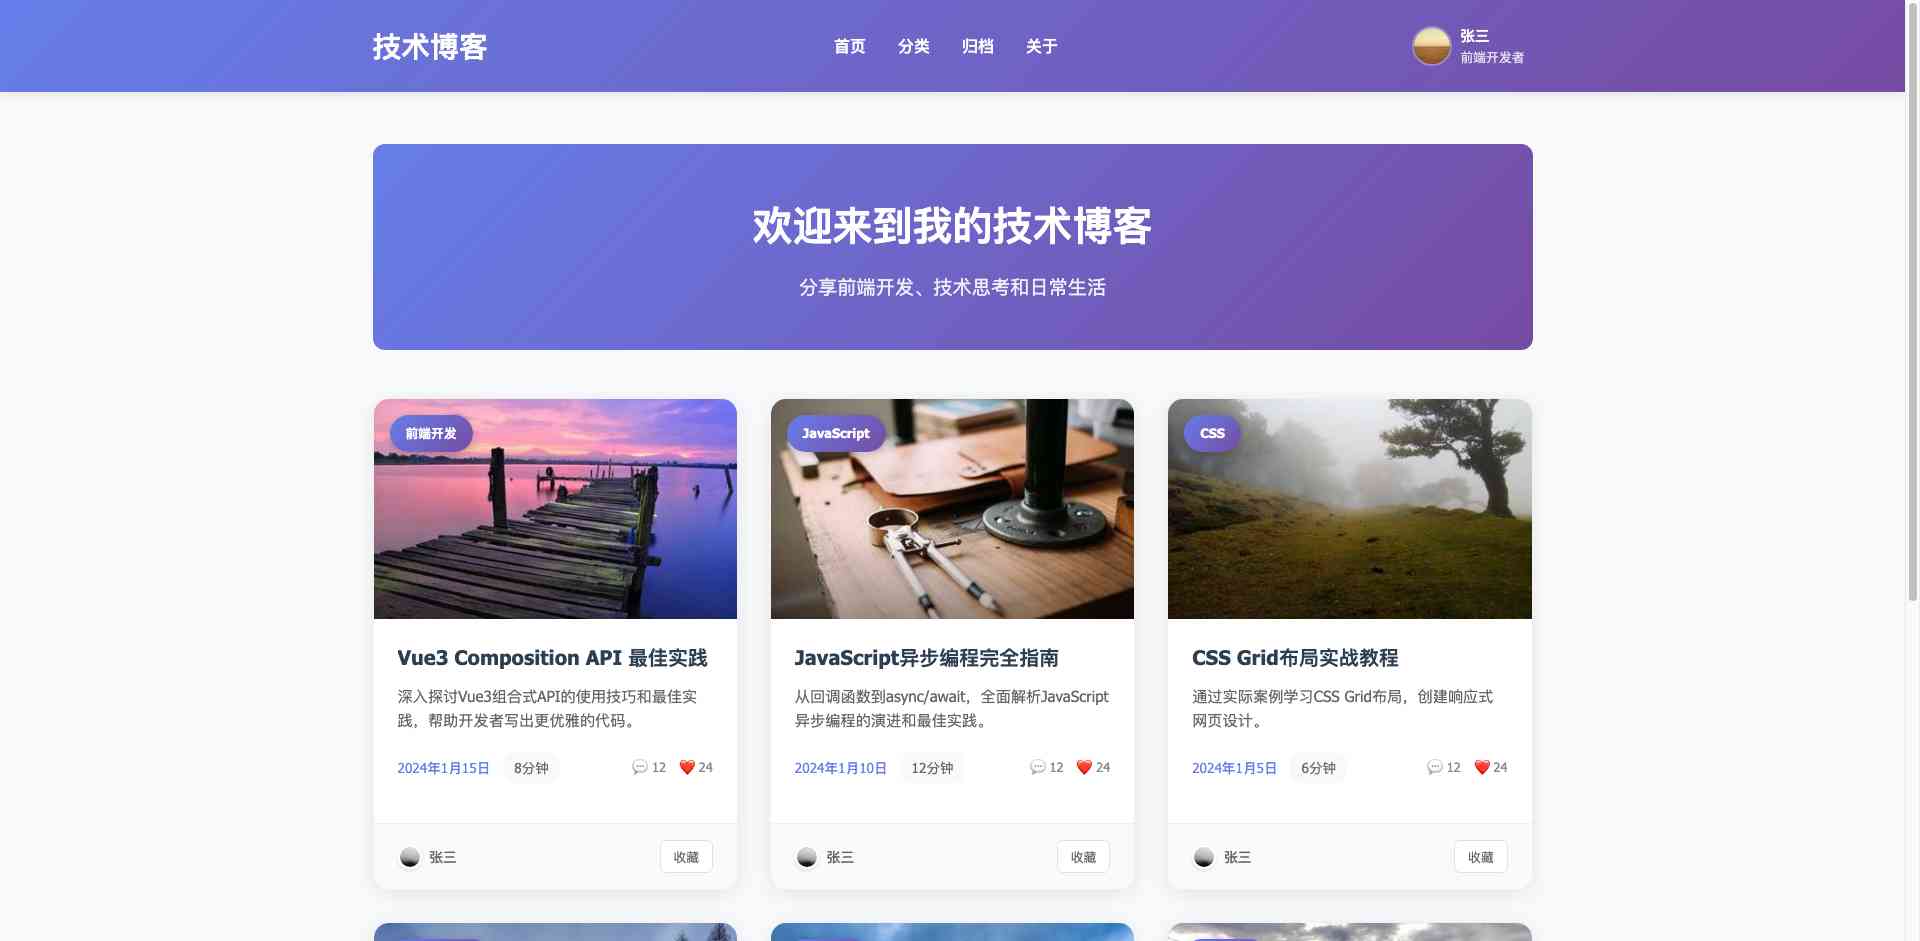 技术博客
首页 分类 归档 关于
张三
前端开发者
欢迎来到我的技术博客
分享前端开发、技术思考和日常生活
前端开发
Vue3 Composition API 最佳实践
深入探讨Vue3组合式API的使用技巧和最佳实
践，帮助开发者写出更优雅的代码。
2024年1月15日 8分钟 💬 12 ❤️ 24
张三 收藏
JavaScript
JavaScript异步编程完全指南
从回调函数到async/await，全面解析JavaScript
异步编程的演进和最佳实践。
2024年1月10日 12分钟 💬 12 ❤️ 24
张三 收藏
CSS
CSS Grid布局实战教程
通过实际案例学习CSS Grid布局，创建响应式
网页设计。
2024年1月5日 6分钟 💬 12 ❤️ 24
张三 收藏